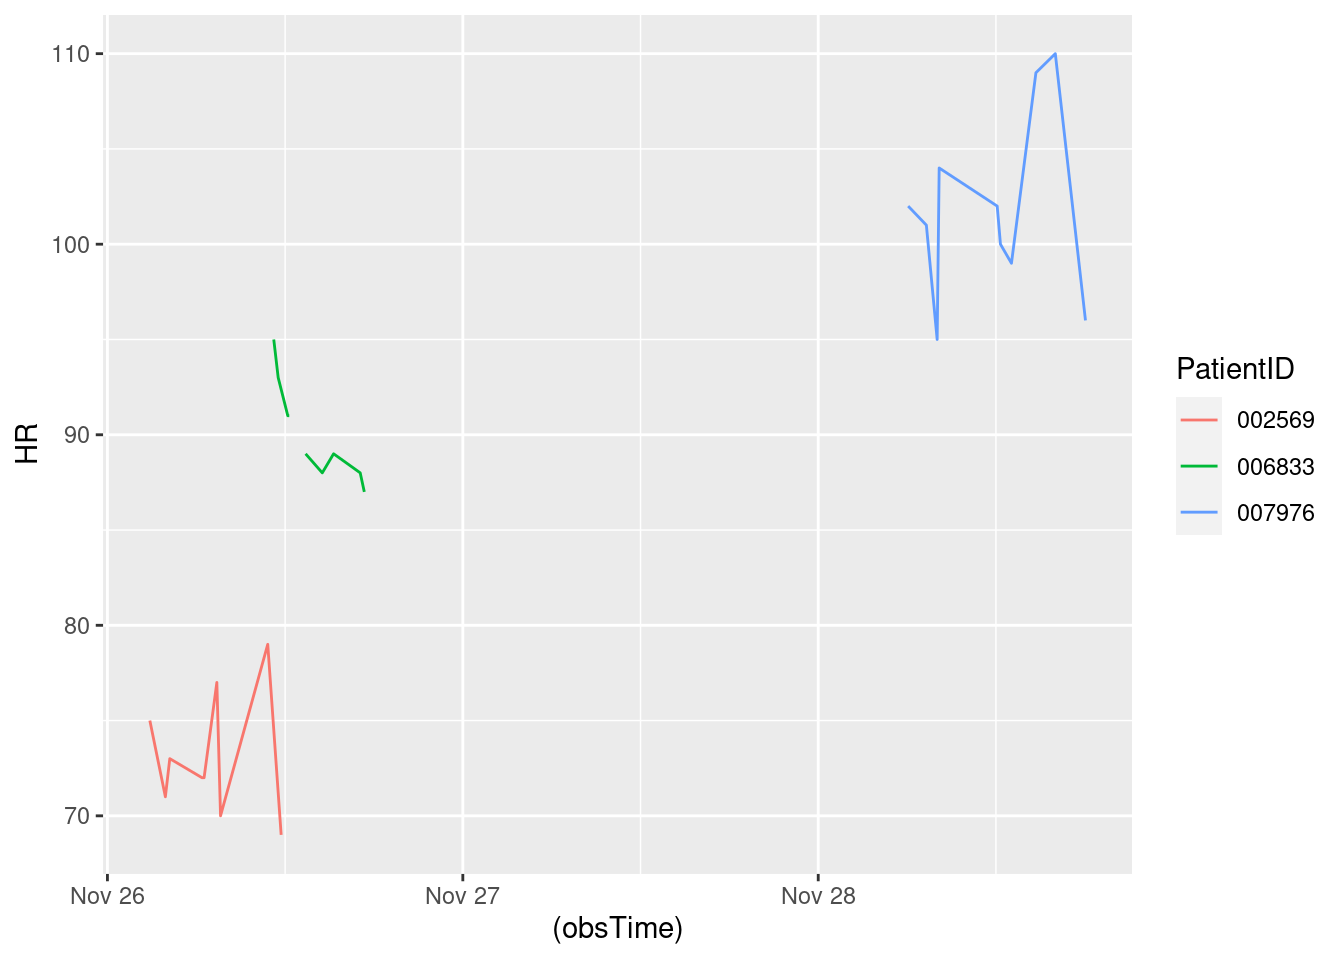 110
100
90
80
70
HR
Nov 26
Nov 27
Nov 28
(obsTime)
PatientID
002569
006833
007976